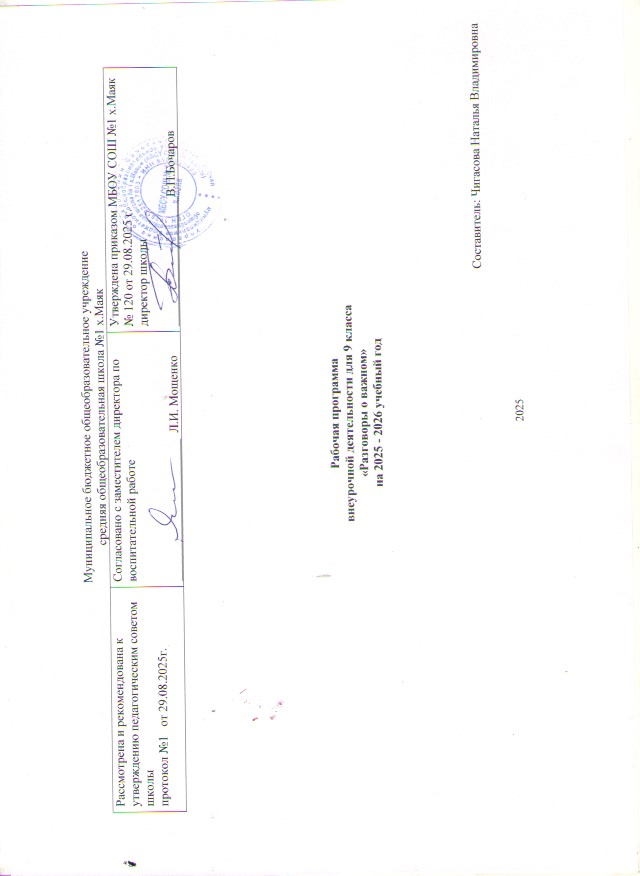 Муниципальное бюджетное общеобразовательное учреждение
средняя общеобразовательная школа №1 х.Маяк
Рассмотрена и рекомендована к
утверждению педагогическим советом
школы
протокол №1 от 29.08.2025г.
Согласовано с заместителем директора по
воспитательной работе
Л.И. Мощенко
Утверждена приказом МБОУ СОШ №1 х.Маяк
№ 120 от 29.08.2025 г.
директор школы
В.П.Бочаров
Рабочая программа
внеурочной деятельности для 9 класса
«Разговоры о важном»
на 2025 - 2026 учебный год
Составитель: Чигасова Наталья Владимировна
2025